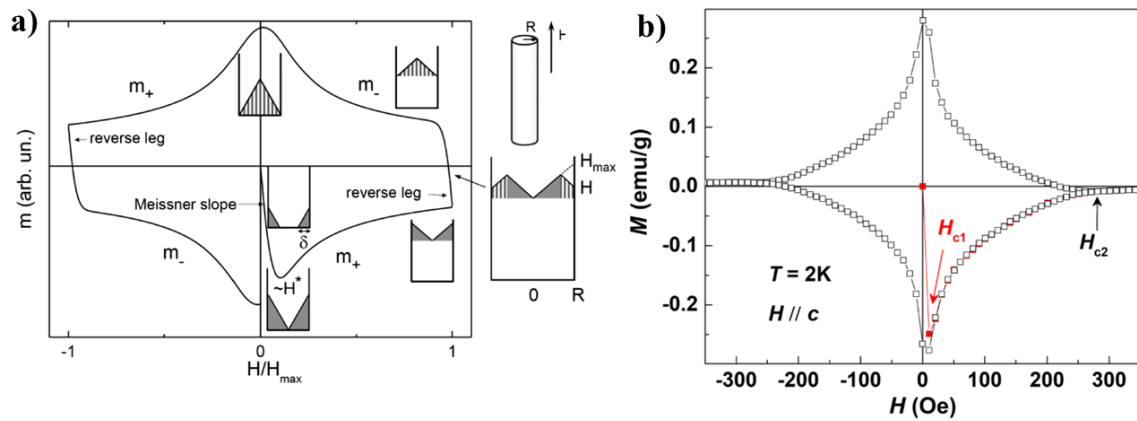 a)
m (arb. un.)
m₊
m₋
reverse leg
Meissner slope
reverse leg
δ
m₋
~H*
m₊
-1
0
1
H/Hmax
R
Hmax
H
0
R
b)
M (emu/g)
0.2
0.1
0.0
-0.1
-0.2
Hc1
Hc2
T = 2K
H // c
-300
-200
-100
0
100
200
300
H (Oe)